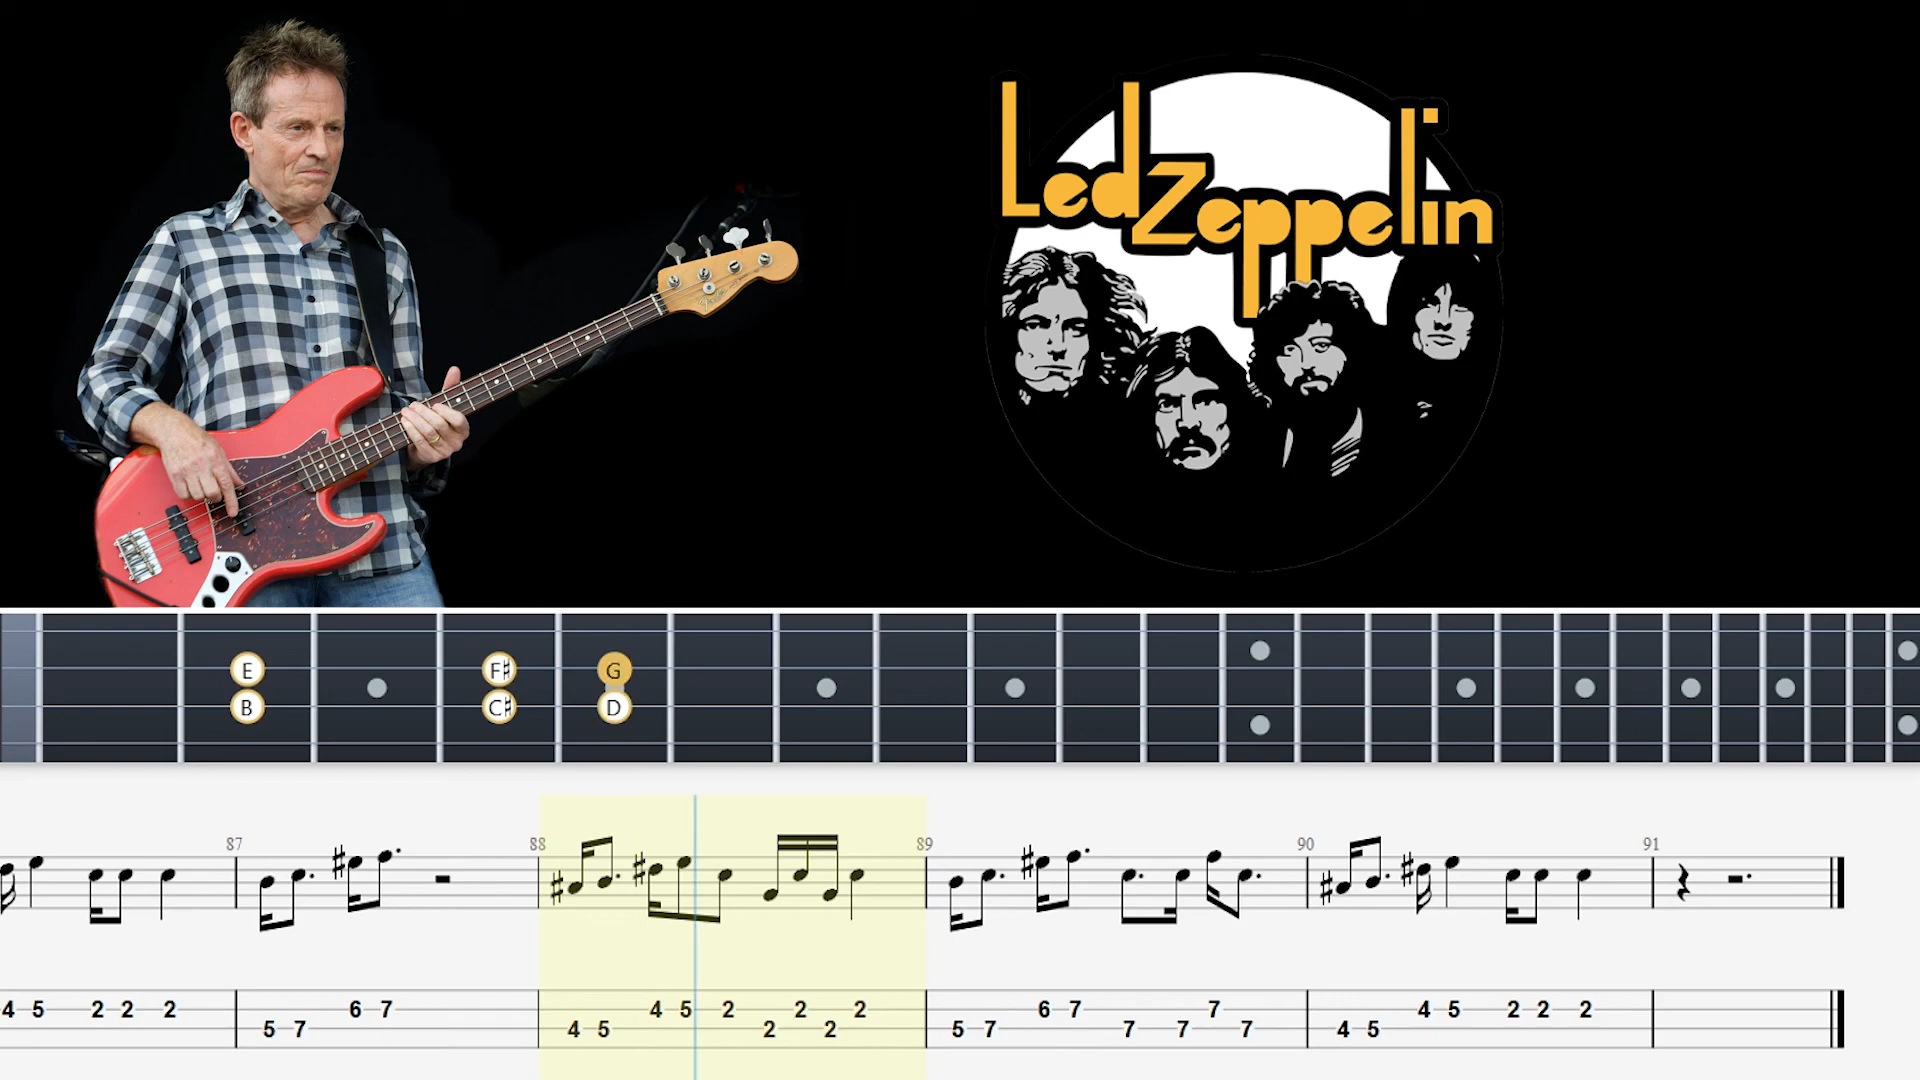 Led Zeppelin
E F♯ G
B C♯ D
87 88 89 90 91
4 5 2 2 2 6 7 4 5 2 2 2 6 7 7 4 5 2 2 2
5 7 4 5 2 2 5 7 7 7 7 4 5